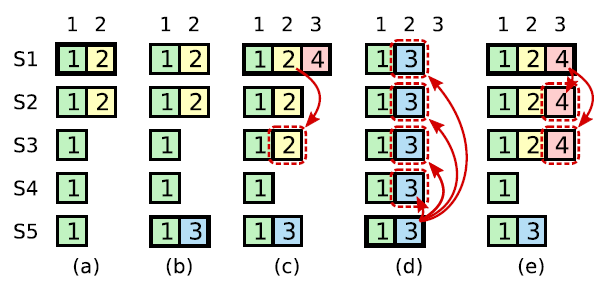 1 2 1 2 1 2 3 1 2 3 1 2 3
S1 1 2 1 2 1 2 4 1 3 1 2 4
S2 1 2 1 2 1 2 1 3 1 2 4
S3 1 1 1 2 1 3 1 2 4
S4 1 1 1 1 3 1
S5 1 1 3 1 3 1 3 1 3
(a) (b) (c) (d) (e)